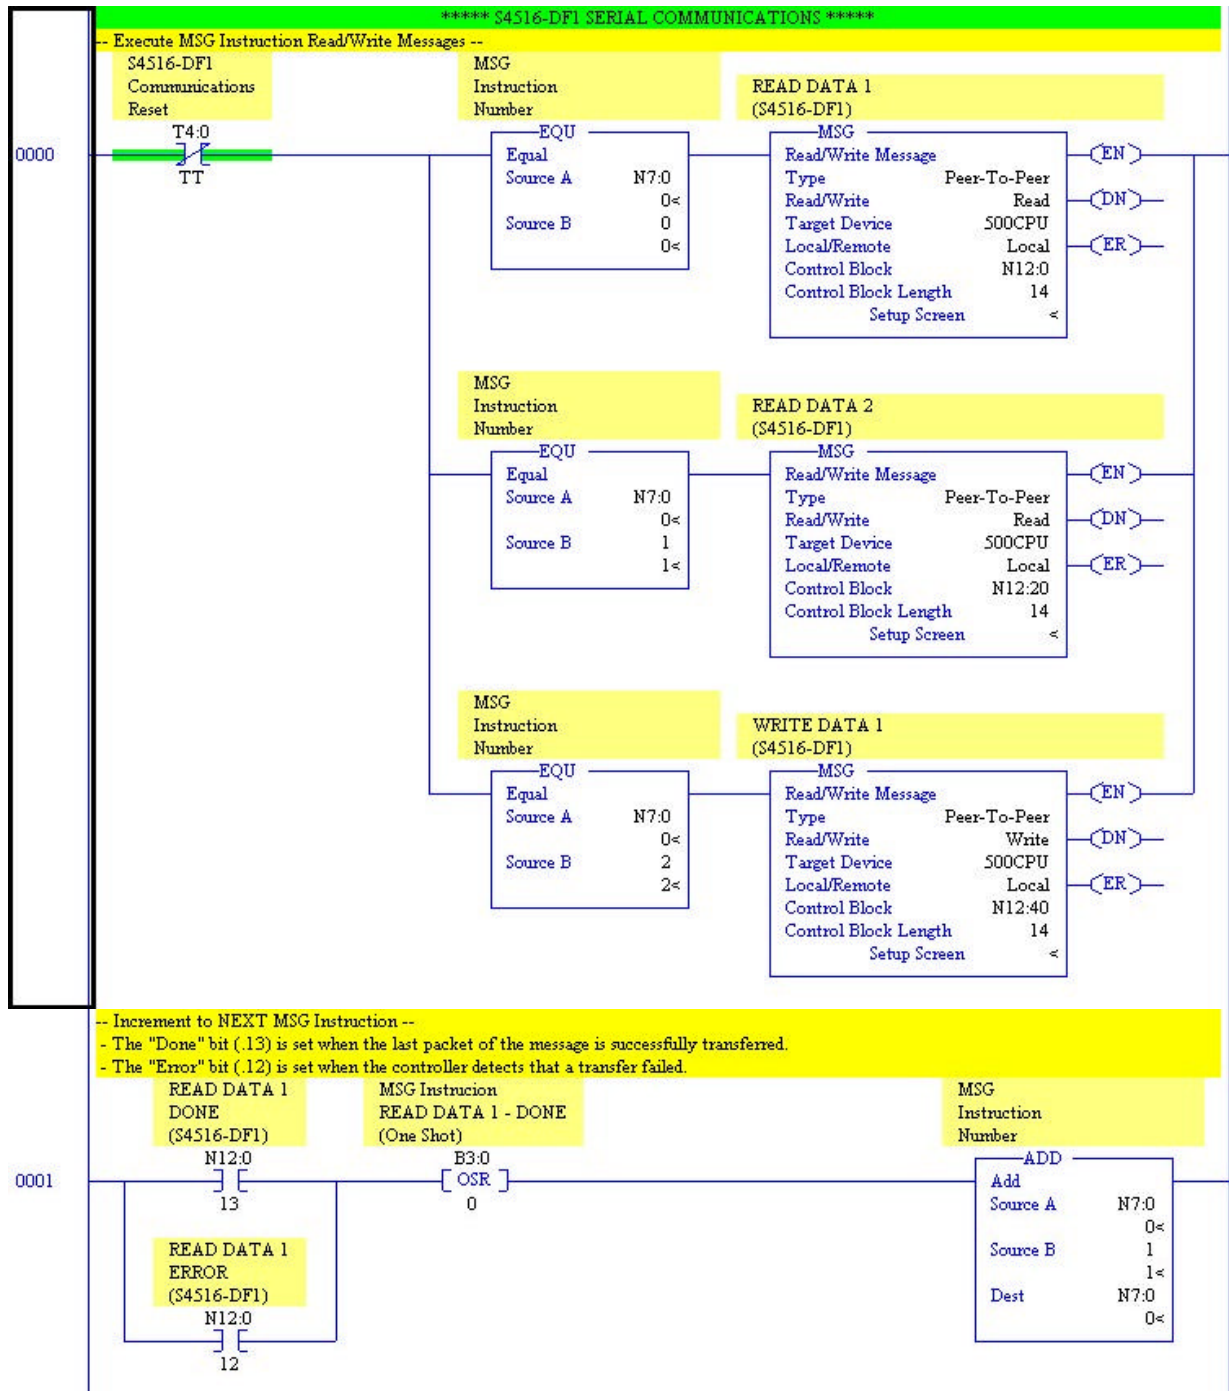 ***** S4516-DF1 SERIAL COMMUNICATIONS *****
-- Execute MSG Instruction Read/Write Messages --
S4516-DF1
Communications
Reset
T4:0
TT
0000
MSG
Instruction
Number
EQU
Equal
Source A N7:0
0<
Source B 0
0<
READ DATA 1
(S4516-DF1)
MSG
Read/Write Message
Type Peer-To-Peer
Read/Write Read
Target Device 500CPU
Local/Remote Local
Control Block N12:0
Control Block Length 14
Setup Screen <
EN
DN
ER
MSG
Instruction
Number
EQU
Equal
Source A N7:0
0<
Source B 1
1<
READ DATA 2
(S4516-DF1)
MSG
Read/Write Message
Type Peer-To-Peer
Read/Write Read
Target Device 500CPU
Local/Remote Local
Control Block N12:20
Control Block Length 14
Setup Screen <
EN
DN
ER
MSG
Instruction
Number
EQU
Equal
Source A N7:0
0<
Source B 2
2<
WRITE DATA 1
(S4516-DF1)
MSG
Read/Write Message
Type Peer-To-Peer
Read/Write Write
Target Device 500CPU
Local/Remote Local
Control Block N12:40
Control Block Length 14
Setup Screen <
EN
DN
ER
-- Increment to NEXT MSG Instruction --
- The "Done" bit (.13) is set when the last packet of the message is successfully transferred.
- The "Error" bit (.12) is set when the controller detects that a transfer failed.
0001
READ DATA 1
DONE
(S4516-DF1)
N12:0
13
READ DATA 1
ERROR
(S4516-DF1)
N12:0
12
MSG Instrucion
READ DATA 1 - DONE
(One Shot)
B3:0
OSR
0
MSG
Instruction
Number
ADD
Add
Source A N7:0
0<
Source B 1
1<
Dest N7:0
0<